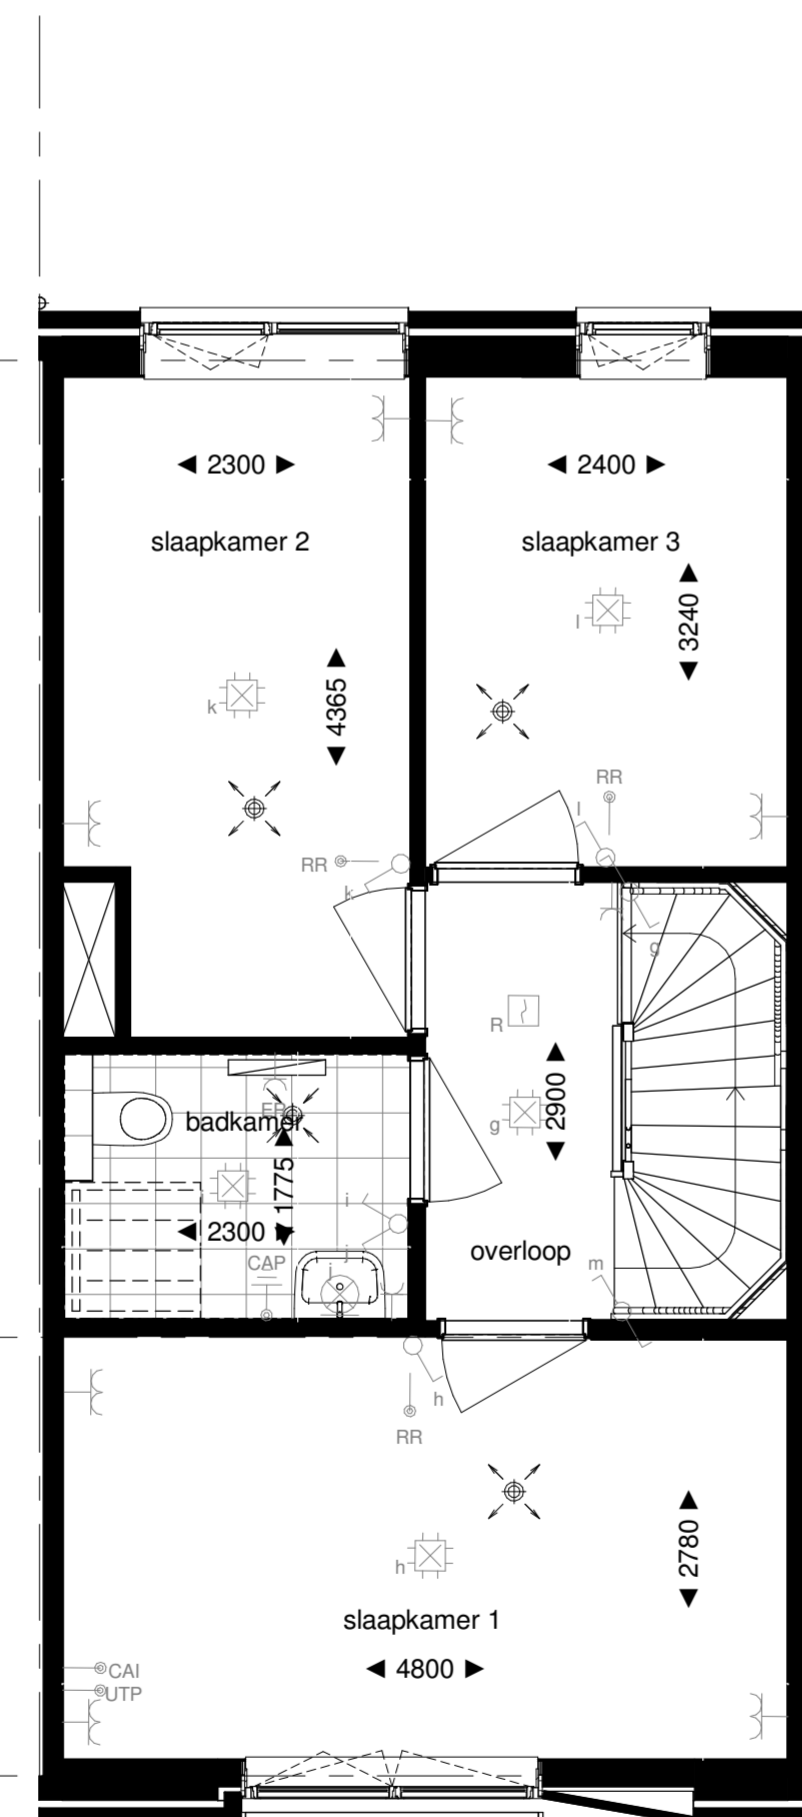 2300
2400
slaapkamer 2
slaapkamer 3
3240
l
4365
k
RR
l
RR
k
g
R
2900
g
badkamer
1775
i
2300
j
overloop
CAP
m
i
h
RR
2780
h
slaapkamer 1
4800
CAI
UTP